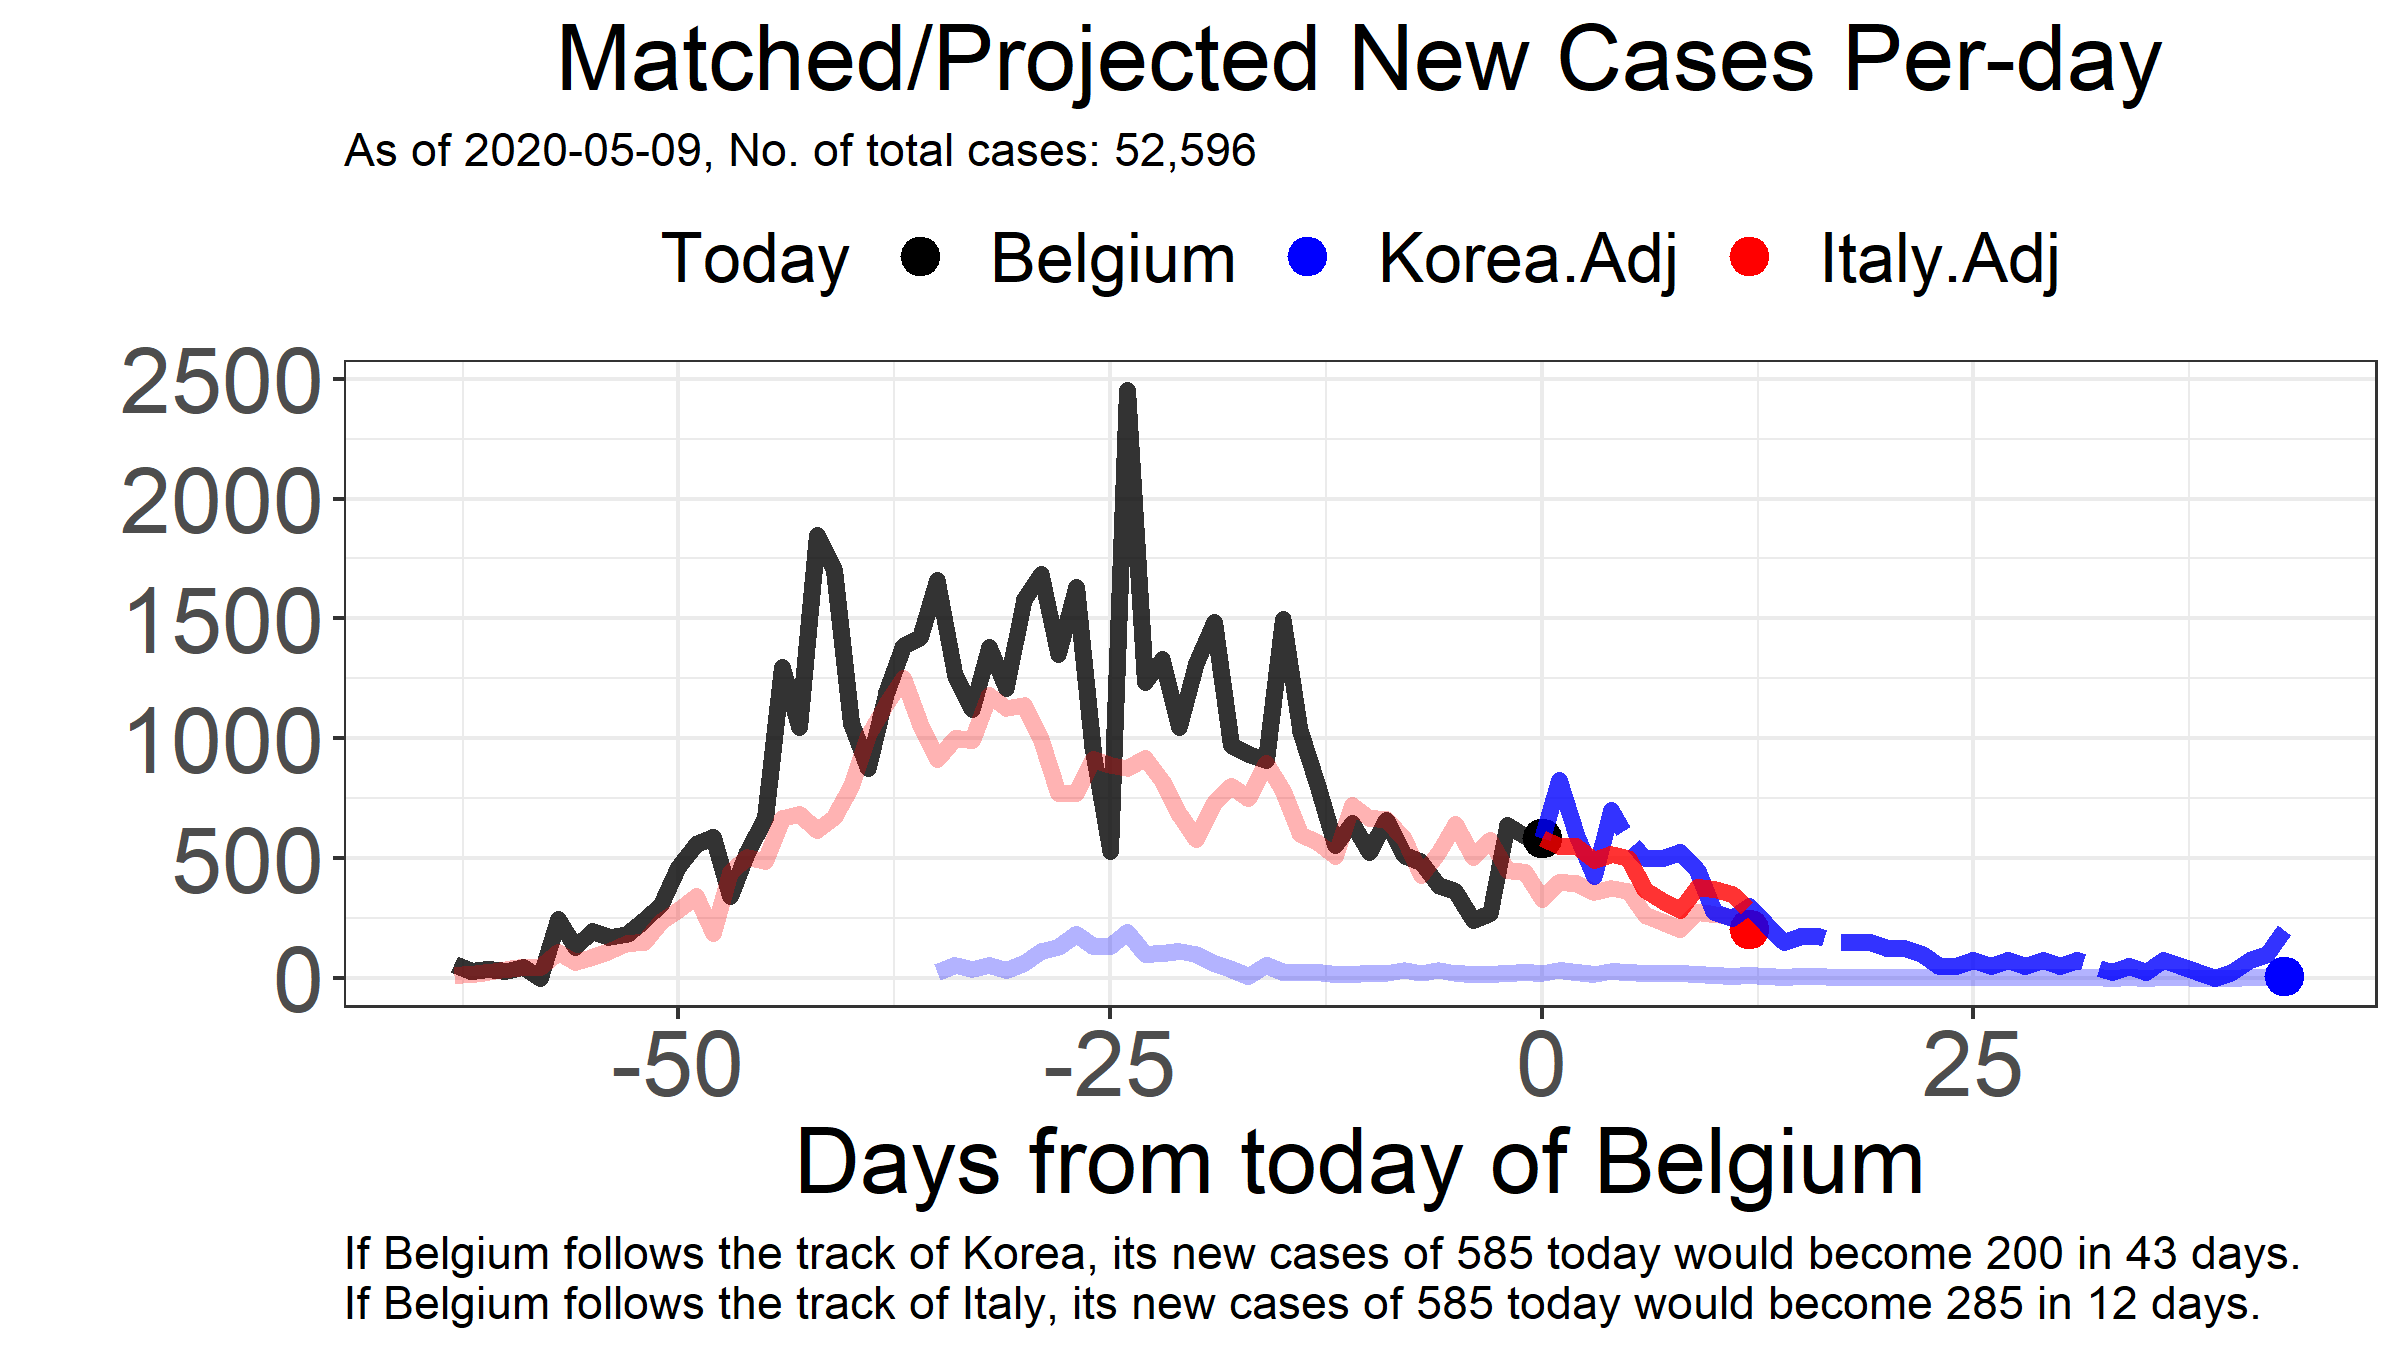 Matched/Projected New Cases Per-day
As of 2020-05-09, No. of total cases: 52,596
Today Belgium Korea.Adj Italy.Adj
2500
2000
1500
1000
500
0
-50 -25 0 25
Days from today of Belgium
If Belgium follows the track of Korea, its new cases of 585 today would become 200 in 43 days.
If Belgium follows the track of Italy, its new cases of 585 today would become 285 in 12 days.